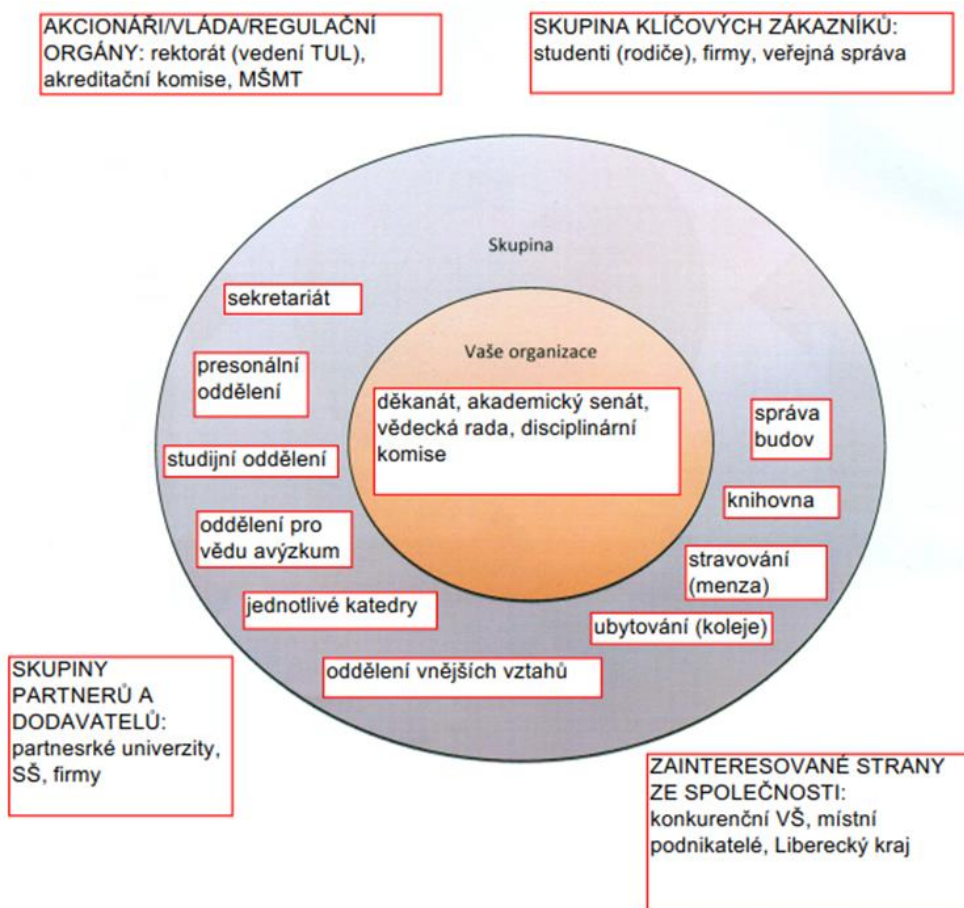 AKCIONÁŘI/VLÁDA/REGULAČNÍ
ORGÁNY: rektorát (vedení TUL),
akreditační komise, MŠMT
SKUPINA KLÍČOVÝCH ZÁKAZNÍKŮ:
studenti (rodiče), firmy, veřejná správa
Skupina
sekretariát
Vaše organizace
presonální
oddělení
děkanát, akademický senát,
vědecká rada, disciplinární
komise
správa
budov
studijní oddělení
knihovna
oddělení pro
vědu avýzkum
stravování
(menza)
jednotlivé katedry
ubytování (koleje)
oddělení vnějších vztahů
SKUPINY
PARTNERŮ A
DODAVATELŮ:
partnesrké univerzity,
SŠ, firmy
ZAINTERESOVANÉ STRANY
ZE SPOLEČNOSTI:
konkurenční VŠ, místní
podnikatelé, Liberecký kraj